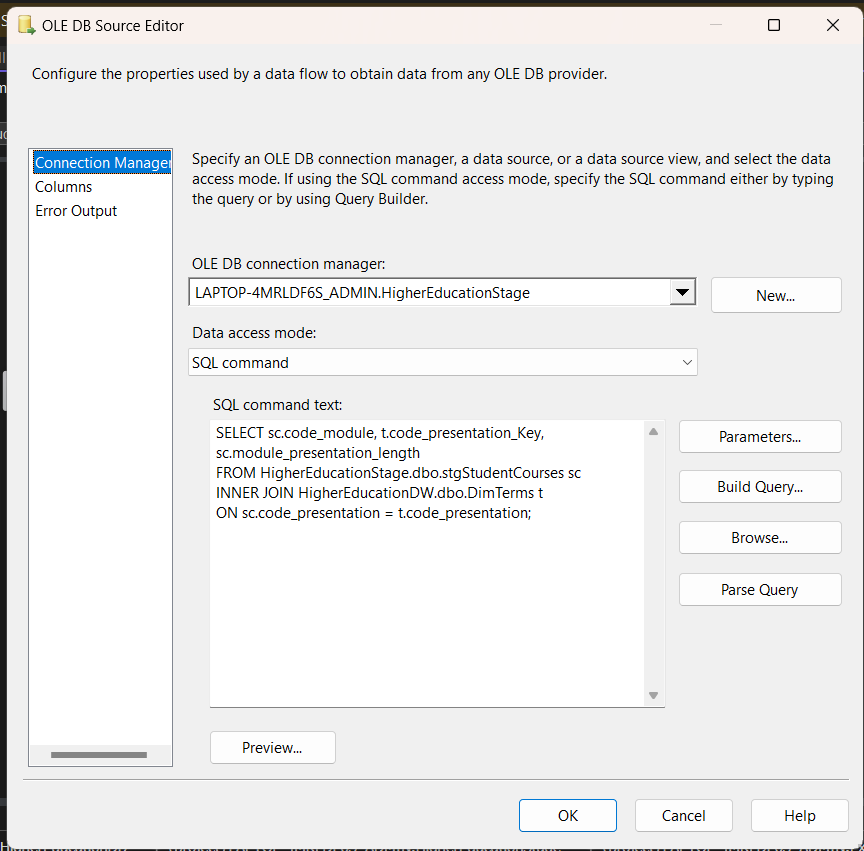 OLE DB Source Editor
Configure the properties used by a data flow to obtain data from any OLE DB provider.
Connection Manager
Columns
Error Output
Specify an OLE DB connection manager, a data source, or a data source view, and select the data
access mode. If using the SQL command access mode, specify the SQL command either by typing
the query or by using Query Builder.
OLE DB connection manager:
LAPTOP-4MRLDF6S_ADMIN.HigherEducationStage
New...
Data access mode:
SQL command
SQL command text:
SELECT sc.code_module, t.code_presentation_Key,
sc.module_presentation_length
FROM HigherEducationStage.dbo.stgStudentCourses sc
INNER JOIN HigherEducationDW.dbo.DimTerms t
ON sc.code_presentation = t.code_presentation;
Parameters...
Build Query...
Browse...
Parse Query
Preview...
OK
Cancel
Help